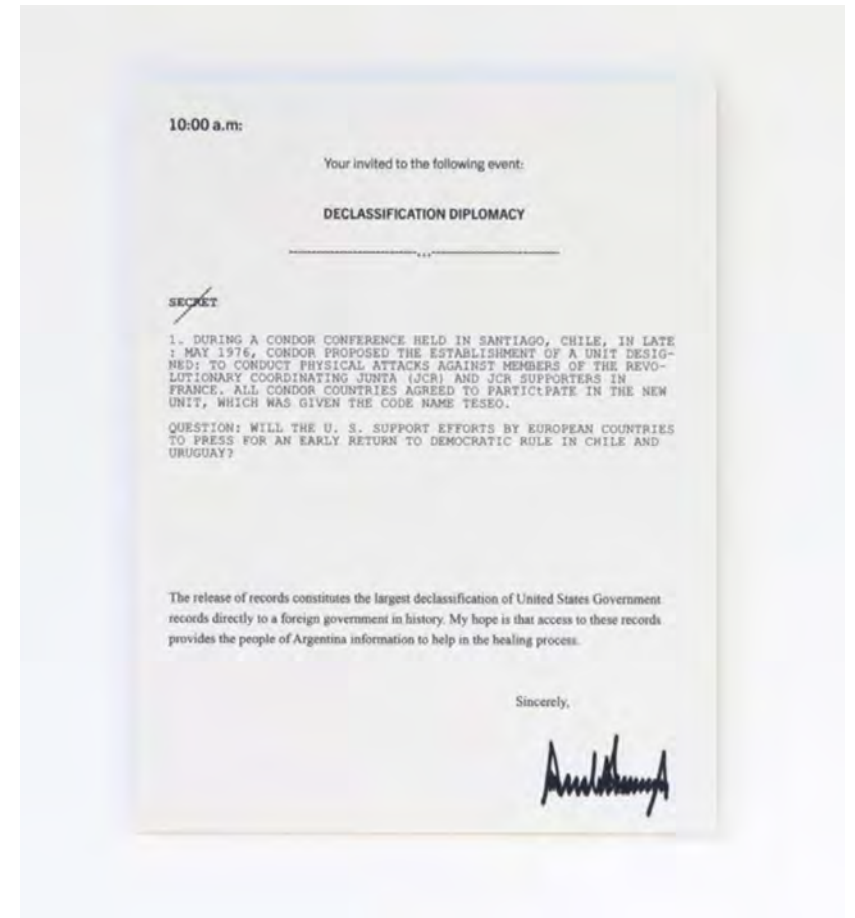 10:00 a.m:
Your invited to the following event:
DECLASSIFICATION DIPLOMACY
SECRET
1. DURING A CONDOR CONFERENCE HELD IN SANTIAGO, CHILE, IN LATE
: MAY 1976, CONDOR PROPOSED THE ESTABLISHMENT OF A UNIT DESIG-
NED: TO CONDUCT PHYSICAL ATTACKS AGAINST MEMBERS OF THE REVO-
LUTIONARY COORDINATING JUNTA (JCR) AND JCR SUPPORTERS IN
FRANCE. ALL CONDOR COUNTRIES AGREED TO PARTICtPATE IN THE NEW
UNIT, WHICH WAS GIVEN THE CODE NAME TESEO.
QUESTION: WILL THE U. S. SUPPORT EFFORTS BY EUROPEAN COUNTRIES
TO PRESS FOR AN EARLY RETURN TO DEMOCRATIC RULE IN CHILE AND
URUGUAY?
The release of records constitutes the largest declassification of United States Government
records directly to a foreign government in history. My hope is that access to these records
provides the people of Argentina information to help in the healing process.
Sincerely,